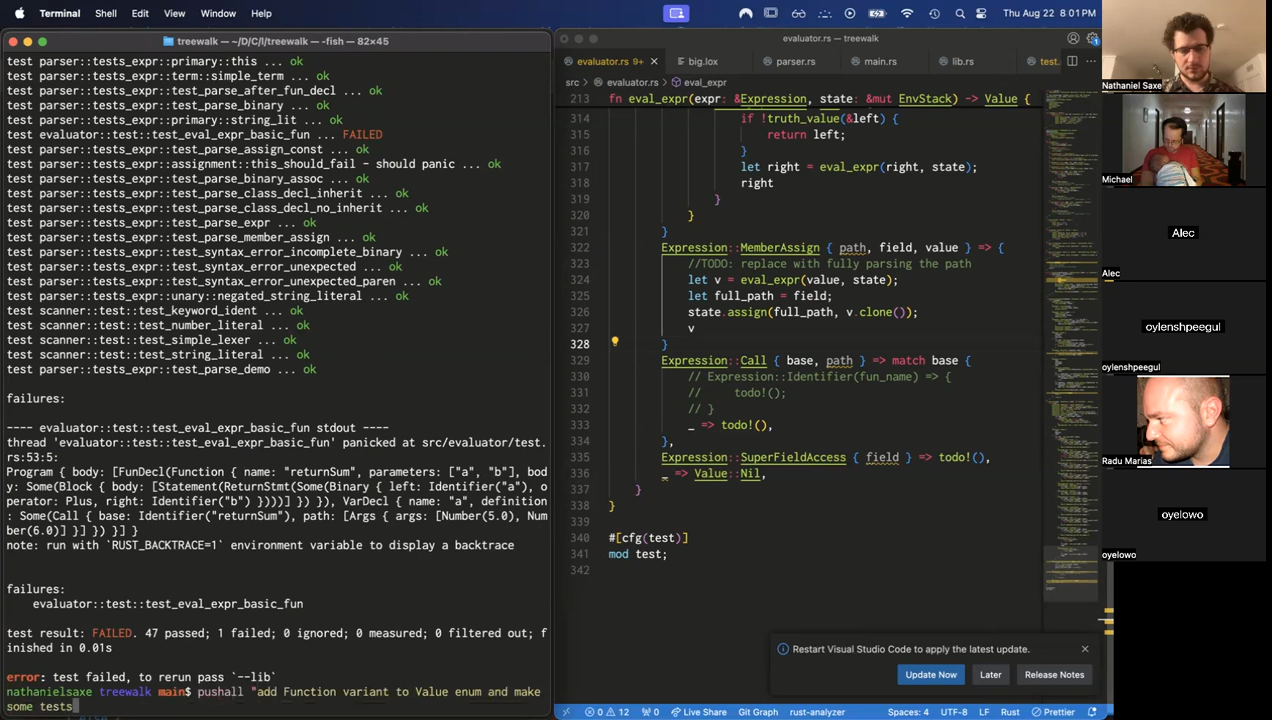 Terminal Shell Edit View Window Help
Thu Aug 22 8:01 PM
treewalk — ~/D/C/l/treewalk — -fish — 82×45
test parser::tests_expr::primary::this ... ok
test parser::tests_expr::term::simple_term ... ok
test parser::tests_expr::test_parse_after_fun_decl ... ok
test parser::tests_expr::test_parse_binary ... ok
test parser::tests_expr::primary::string_lit ... ok
test evaluator::test::test_eval_expr_basic_fun ... FAILED
test parser::tests_expr::test_parse_assign_const ... ok
test parser::tests_expr::assignment::this_should_fail - should panic ... ok
test parser::tests_expr::test_parse_binary_assoc ... ok
test parser::tests_expr::test_parse_class_decl_inherit ... ok
test parser::tests_expr::test_parse_class_decl_no_inherit ... ok
test parser::tests_expr::test_parse_expr ... ok
test parser::tests_expr::test_parse_member_assign ... ok
test parser::tests_expr::test_syntax_error_incomplete_binary ... ok
test parser::tests_expr::test_syntax_error_unexpected ... ok
test parser::tests_expr::test_syntax_error_unexpected_paren ... ok
test parser::tests_expr::unary::negated_string_literal ... ok
test scanner::test::test_keyword_ident ... ok
test scanner::test::test_number_literal ... ok
test scanner::test::test_simple_lexer ... ok
test scanner::test::test_string_literal ... ok
test parser::tests_expr::test_parse_demo ... ok
failures:
---- evaluator::test::test_eval_expr_basic_fun stdout ----
thread 'evaluator::test::test_eval_expr_basic_fun' panicked at src/evaluator/test.
rs:53:5:
Program { body: [FunDecl(Function { name: "returnSum", parameters: ["a", "b"], bod
y: Some(Block { body: [Statement(ReturnStmt(Some(Binary { left: Identifier("a"), o
perator: Plus, right: Identifier("b") })))] }) }), VarDecl { name: "a", definition
: Some(Call { base: Identifier("returnSum"), path: [Args { args: [Number(5.0), Num
ber(6.0)] }] }) }] }
note: run with `RUST_BACKTRACE=1` environment variable to display a backtrace
failures:
    evaluator::test::test_eval_expr_basic_fun
test result: FAILED. 47 passed; 1 failed; 0 ignored; 0 measured; 0 filtered out; f
inished in 0.01s
error: test failed, to rerun pass `--lib`
nathanielsaxe treewalk main$ pushall "add Function variant to Value enum and make
some tests
evaluator.rs — treewalk
evaluator.rs 9+ big.lox parser.rs main.rs lib.rs test.
src > evaluator.rs > eval_expr
213 fn eval_expr(expr: &Expression, state: &mut EnvStack) -> Value {
314 if !truth_value(&left) {
315 return left;
316 }
317 let right = eval_expr(right, state);
318 right
319 }
320 }
321 }
322 Expression::MemberAssign { path, field, value } => {
323 //TODO: replace with fully parsing the path
324 let v = eval_expr(value, state);
325 let full_path = field;
326 state.assign(full_path, v.clone());
327 v
328 }
329 Expression::Call { base, path } => match base {
330 // Expression::Identifier(fun_name) => {
331 //     todo!();
332 // }
333 _ => todo!(),
334 },
335 Expression::SuperFieldAccess { field } => todo!(),
336 _ => Value::Nil,
337 }
338 }
339
340 #[cfg(test)]
341 mod test;
342
Restart Visual Studio Code to apply the latest update.
Update Now Later Release Notes
0 12 0 Live Share Git Graph rust-analyzer Spaces: 4 UTF-8 LF Rust Prettier
Nathaniel Saxe
Michael
Alec
Alec
oylenshpeegul
oylenshpeegul
Radu Marias
oyelowo
oyelowo